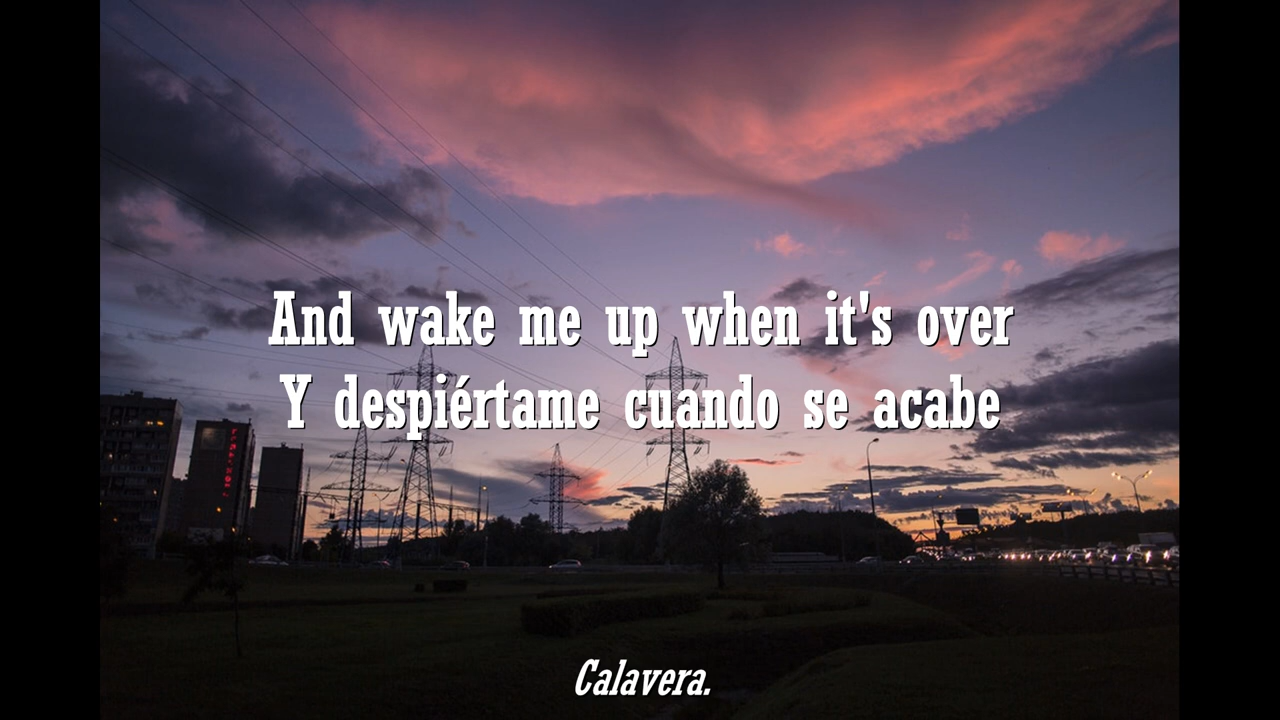 And wake me up when it's over
Y despiértame cuando se acabe
Calavera.